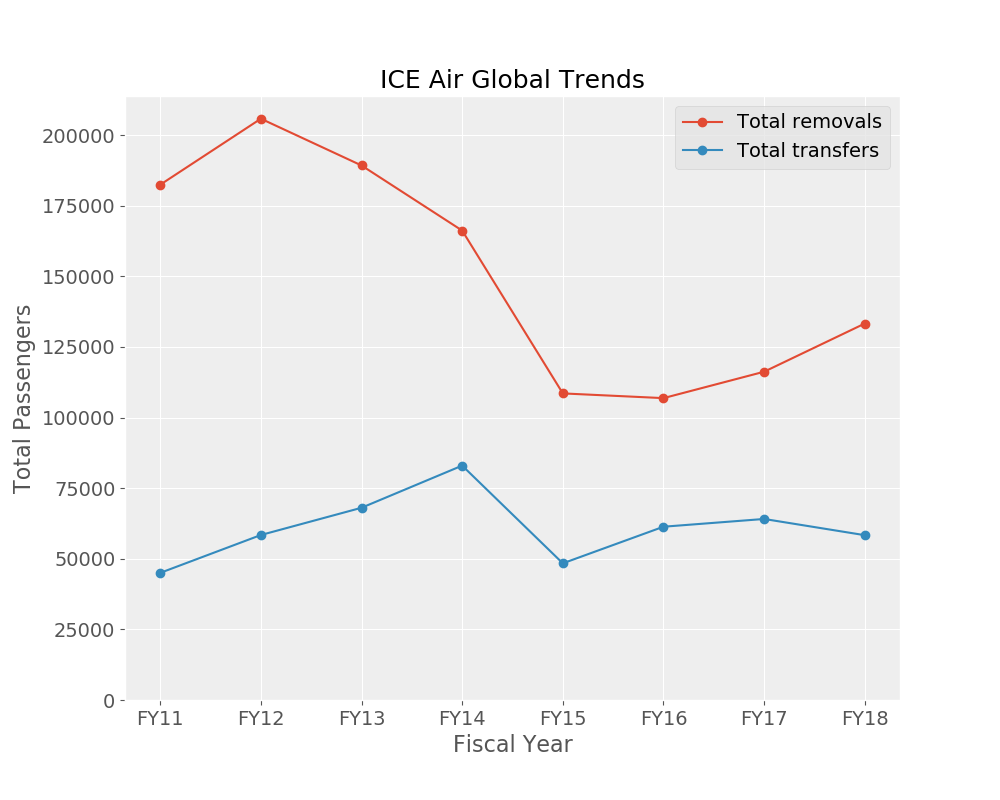 ICE Air Global Trends
Total removals
Total transfers
200000
175000
150000
125000
100000
75000
50000
25000
0
Total Passengers
FY11 FY12 FY13 FY14 FY15 FY16 FY17 FY18
Fiscal Year